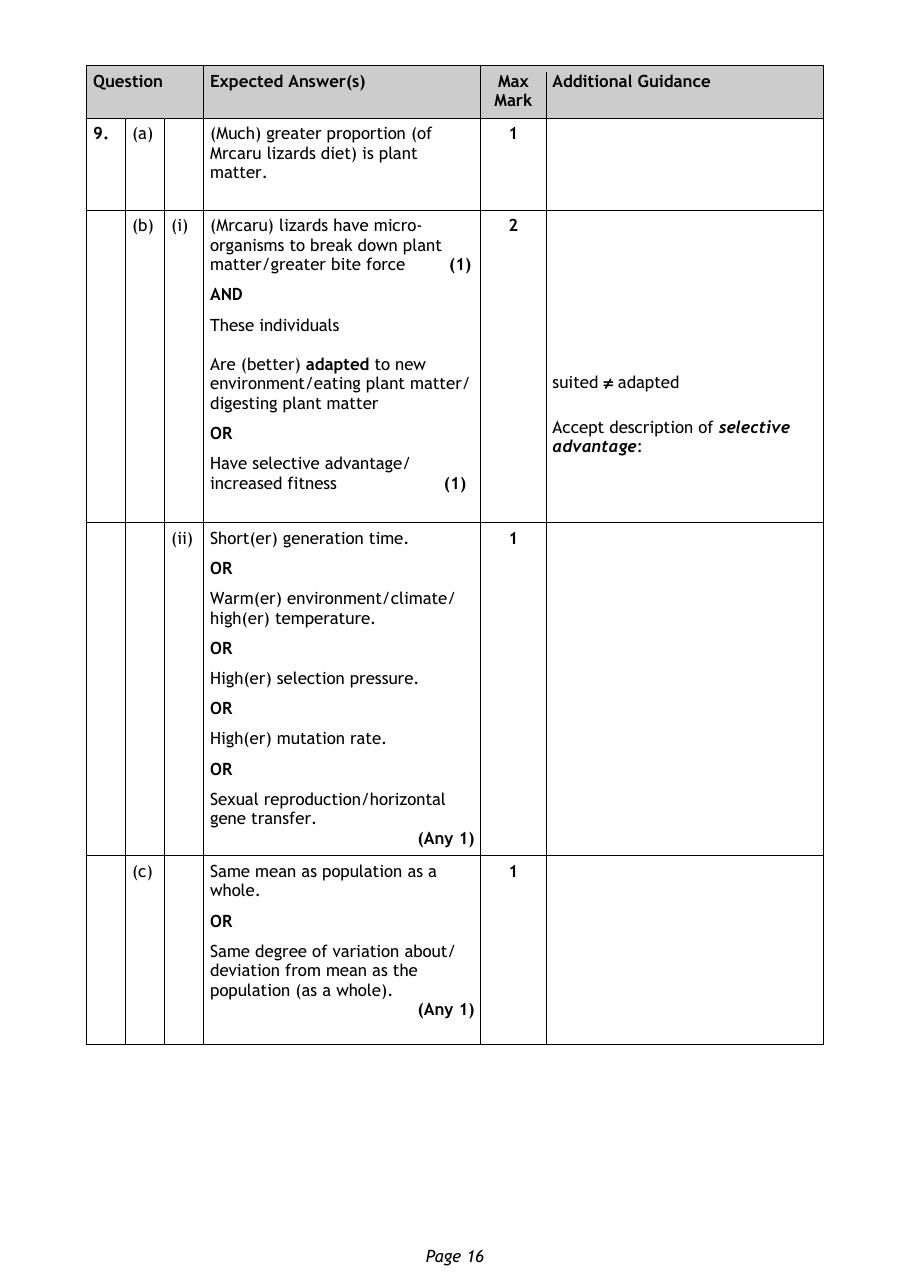 Question Expected Answer(s) Max Mark Additional Guidance
9. (a) (Much) greater proportion (of 1
Mrcaru lizards diet) is plant
matter.
(b) (i) (Mrcaru) lizards have micro- 2
organisms to break down plant
matter/greater bite force (1)
AND
These individuals
Are (better) adapted to new
environment/eating plant matter/ suited ≠ adapted
digesting plant matter
Accept description of selective
OR
advantage:
Have selective advantage/
increased fitness (1)
(ii) Short(er) generation time. 1
OR
Warm(er) environment/climate/
high(er) temperature.
OR
High(er) selection pressure.
OR
High(er) mutation rate.
OR
Sexual reproduction/horizontal
gene transfer.
(Any 1)
(c) Same mean as population as a 1
whole.
OR
Same degree of variation about/
deviation from mean as the
population (as a whole).
(Any 1)
Page 16